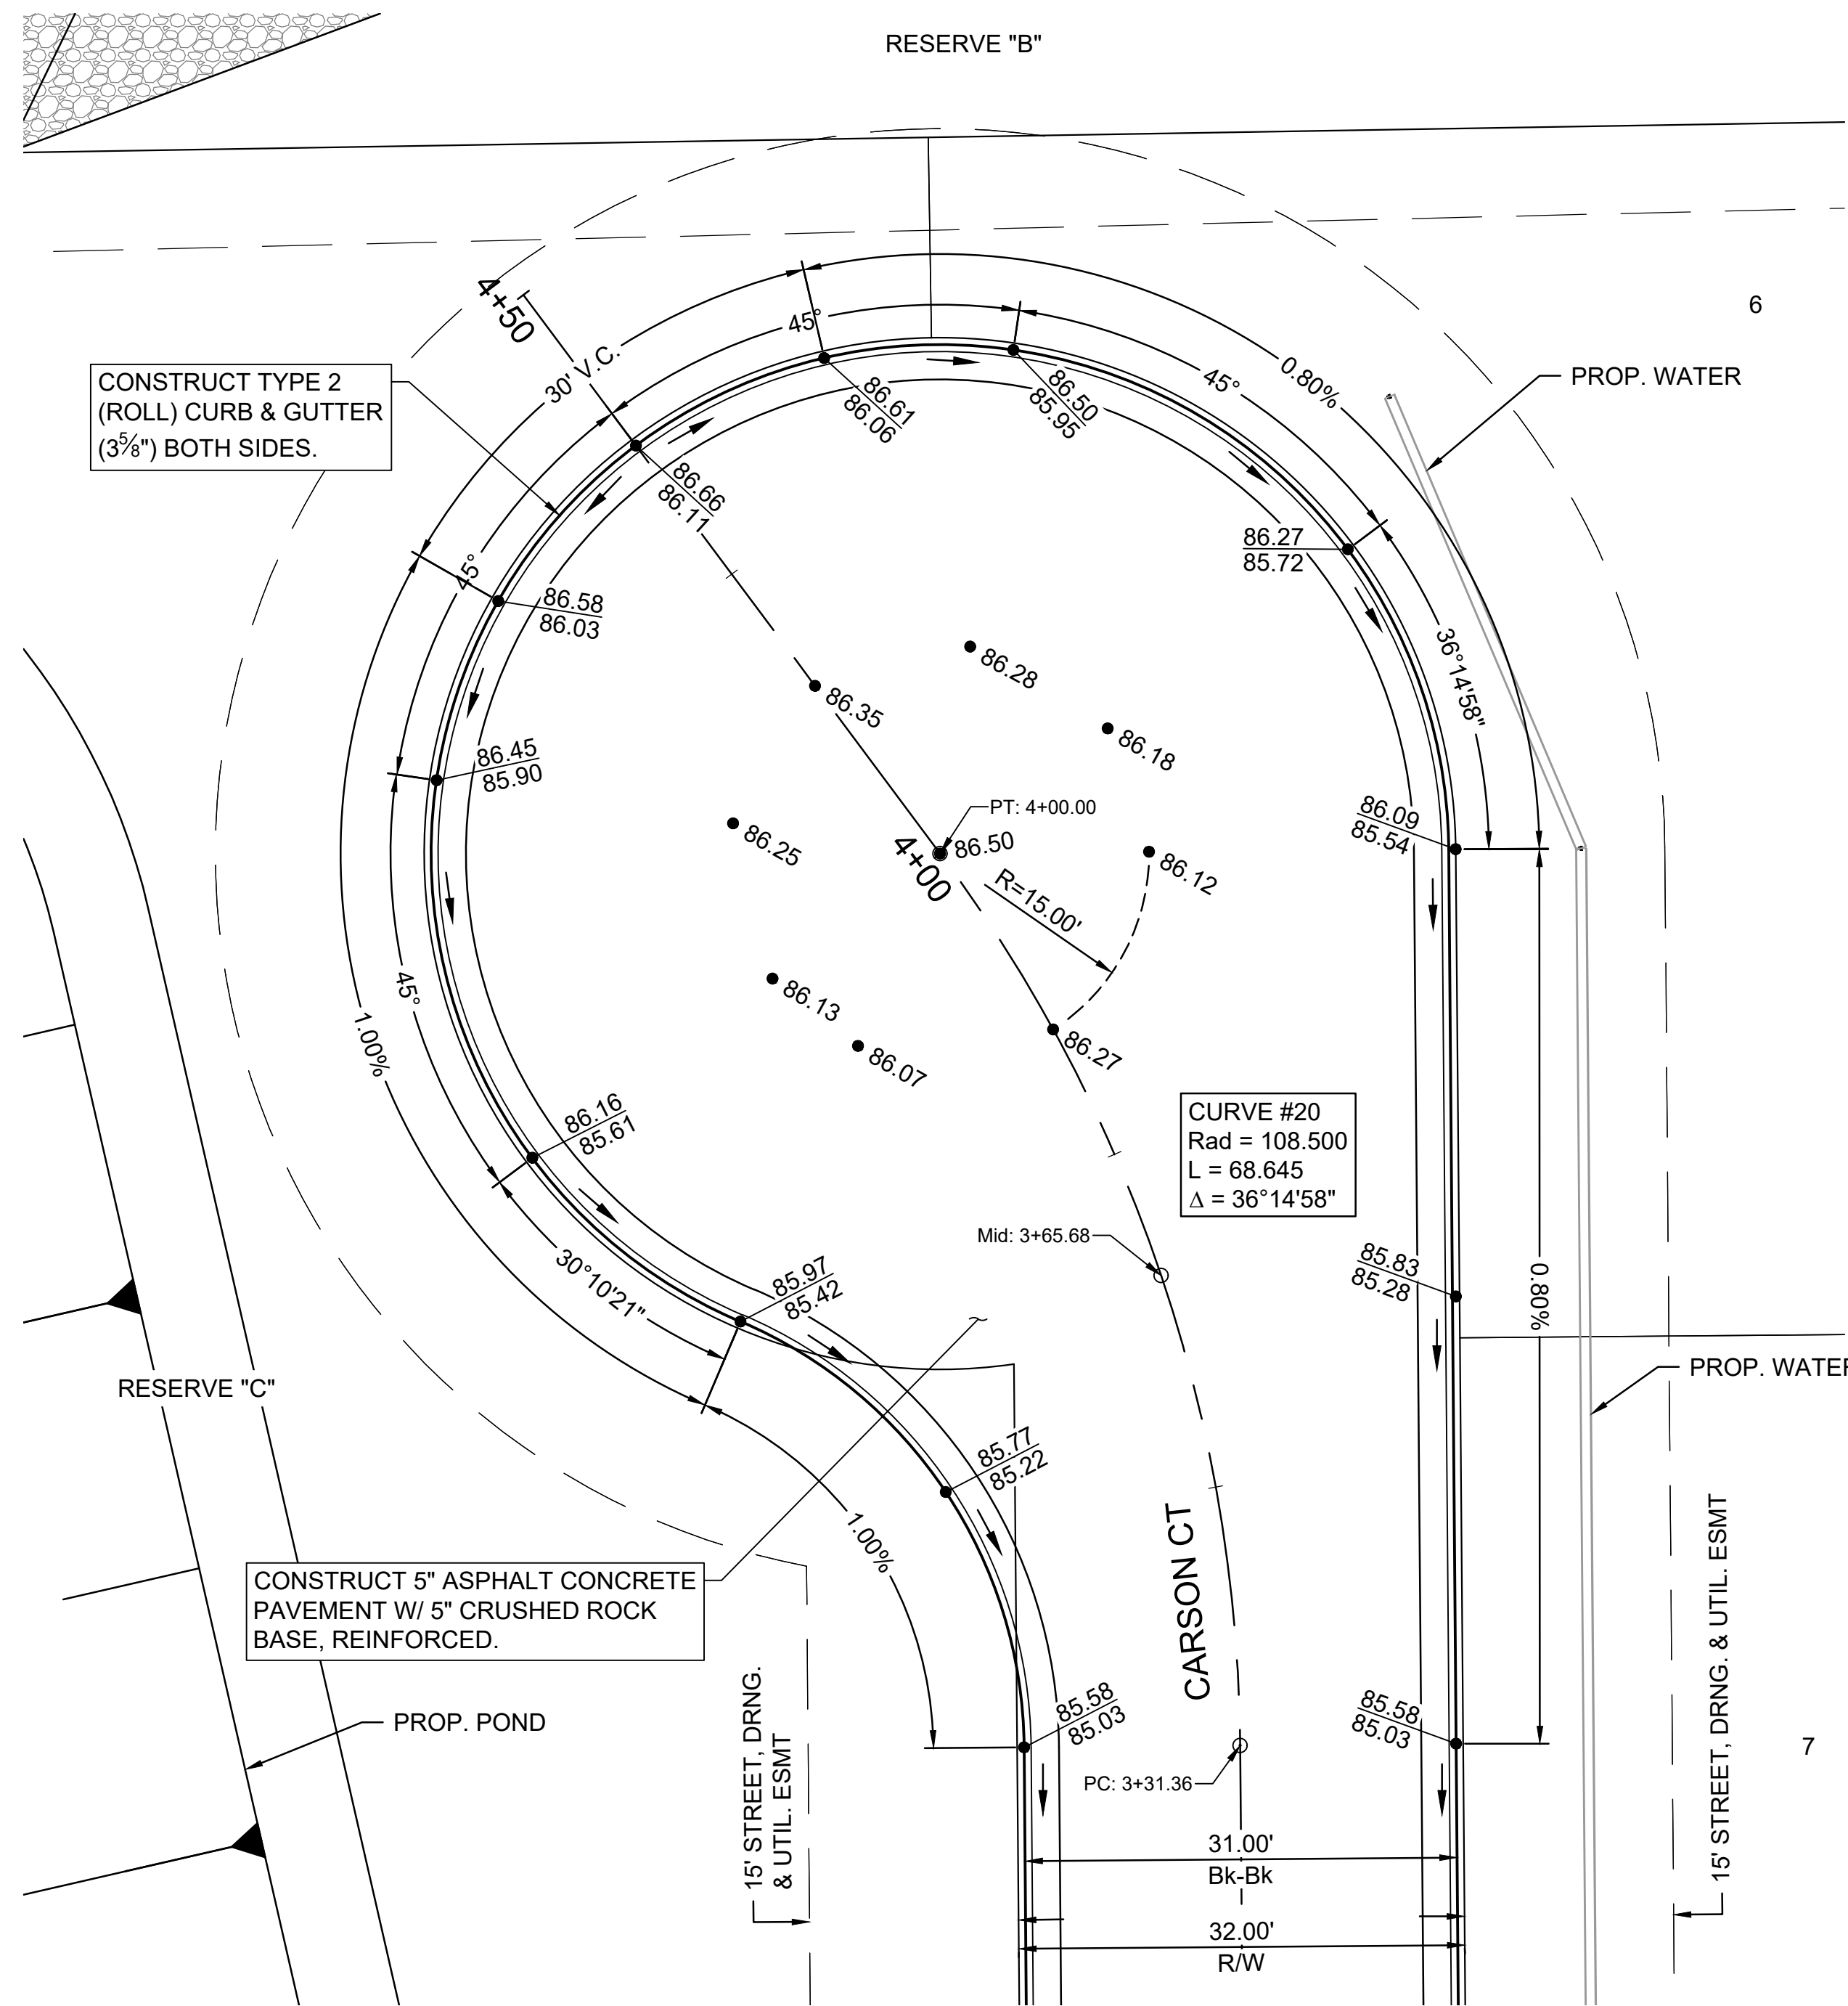 RESERVE "B"
4+50
6
CONSTRUCT TYPE 2
(ROLL) CURB & GUTTER
(3⅝") BOTH SIDES.
30' V.C.
45°
45°
0.80%
PROP. WATER
86.61
86.06
86.50
85.95
86.66
86.11
86.27
85.72
45°
86.58
86.03
36°14'58"
86.28
86.35
86.18
86.45
85.90
PT: 4+00.00
86.25
86.50
4+00
86.09
85.54
86.12
R=15.00'
45°
86.13
1.00%
86.07
86.27
86.16
85.61
CURVE #20
Rad = 108.500
L = 68.645
Δ = 36°14'58"
Mid: 3+65.68
30°10'21"
85.97
85.42
85.83
85.28
0.80%
RESERVE "C"
PROP. WATER
85.77
85.22
1.00%
CARSON CT
CONSTRUCT 5" ASPHALT CONCRETE
PAVEMENT W/ 5" CRUSHED ROCK
BASE, REINFORCED.
PROP. POND
15' STREET, DRNG.
& UTIL. ESMT
85.58
85.03
85.58
85.03
PC: 3+31.36
15' STREET, DRNG. & UTIL. ESMT
7
31.00'
Bk-Bk
32.00'
R/W